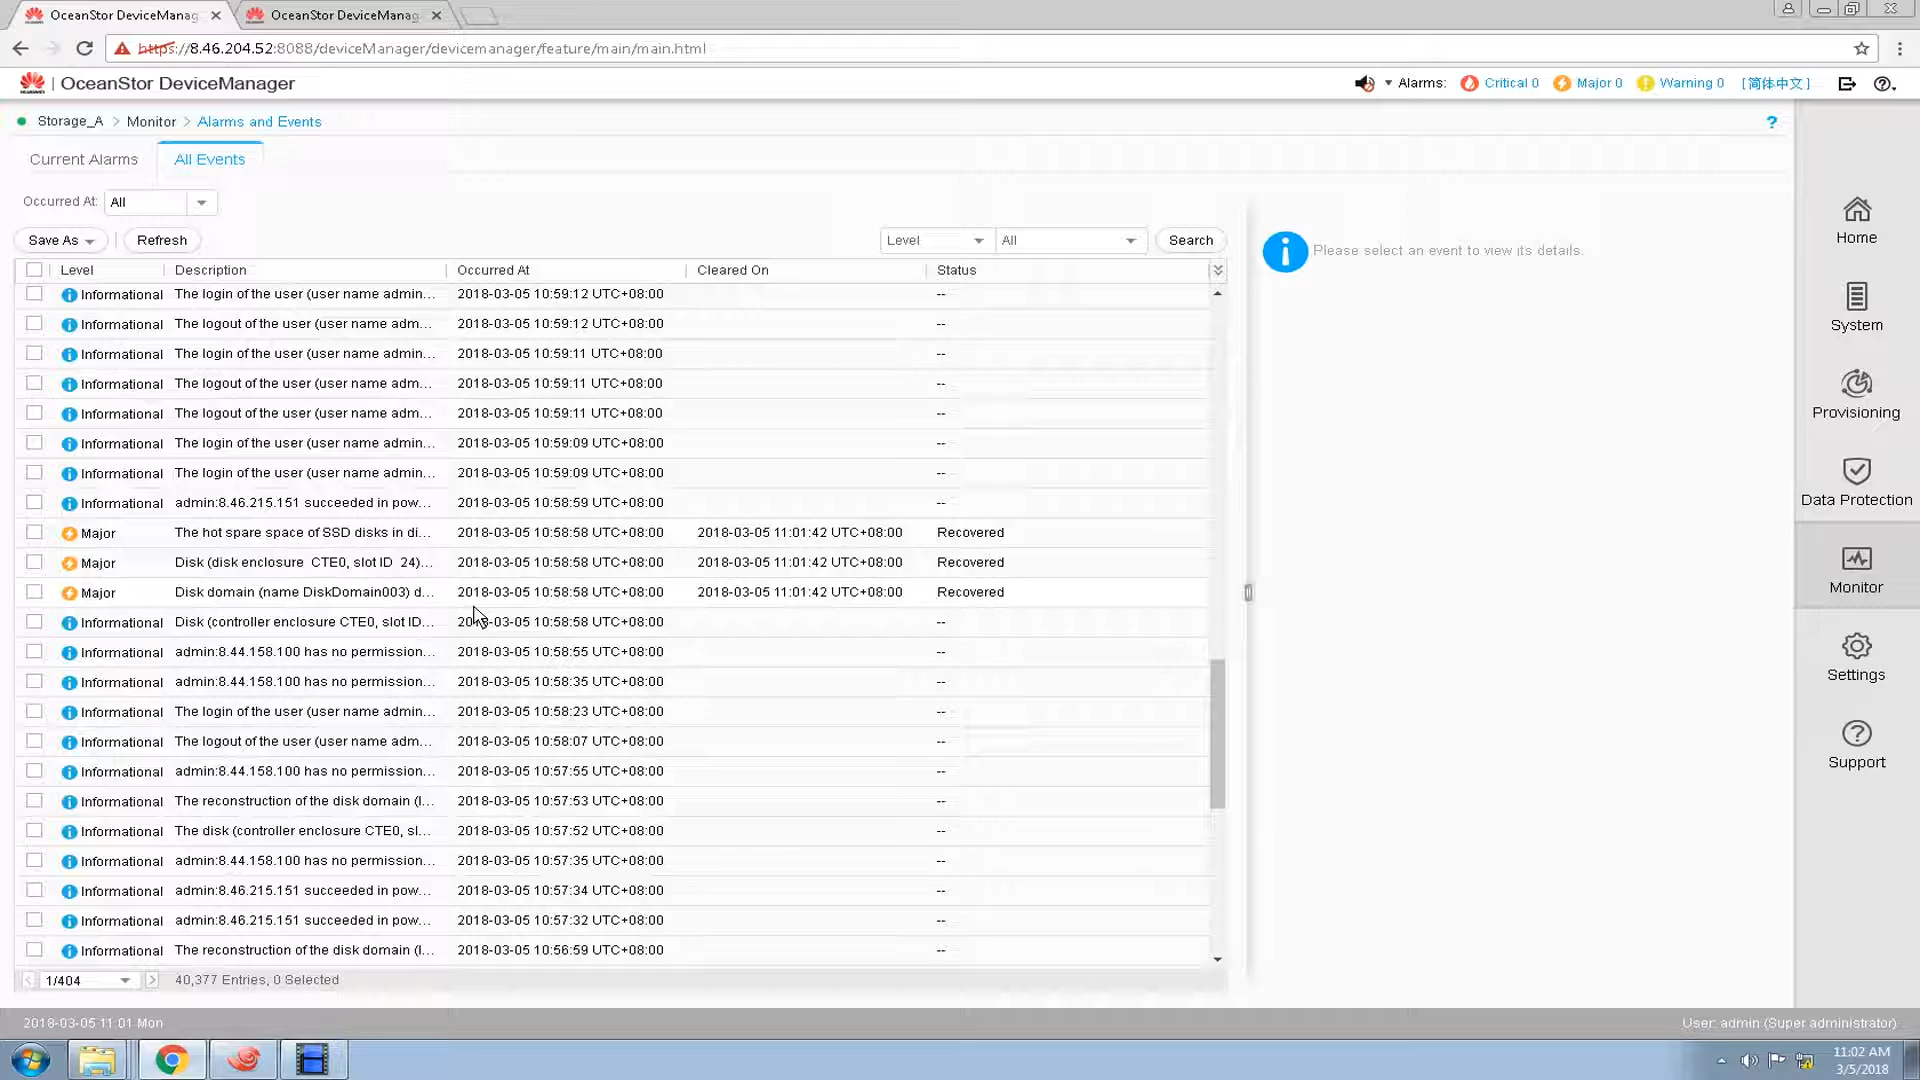 OceanStor DeviceManag
OceanStor DeviceManag
https://8.46.204.52:8088/deviceManager/devicemanager/feature/main/main.html
OceanStor DeviceManager
Alarms: Critical 0 Major 0 Warning 0 [简体中文]
Storage_A > Monitor > Alarms and Events
Current Alarms All Events
Occurred At: All
Save As Refresh Level All Search
Please select an event to view its details.
Level Description Occurred At Cleared On Status
Informational The login of the user (user name admin... 2018-03-05 10:59:12 UTC+08:00 --
Informational The logout of the user (user name adm... 2018-03-05 10:59:12 UTC+08:00 --
Informational The login of the user (user name admin... 2018-03-05 10:59:11 UTC+08:00 --
Informational The logout of the user (user name adm... 2018-03-05 10:59:11 UTC+08:00 --
Informational The logout of the user (user name adm... 2018-03-05 10:59:11 UTC+08:00 --
Informational The login of the user (user name admin... 2018-03-05 10:59:09 UTC+08:00 --
Informational The login of the user (user name admin... 2018-03-05 10:59:09 UTC+08:00 --
Informational admin:8.46.215.151 succeeded in pow... 2018-03-05 10:58:59 UTC+08:00 --
Major The hot spare space of SSD disks in di... 2018-03-05 10:58:58 UTC+08:00 2018-03-05 11:01:42 UTC+08:00 Recovered
Major Disk (disk enclosure CTE0, slot ID 24)... 2018-03-05 10:58:58 UTC+08:00 2018-03-05 11:01:42 UTC+08:00 Recovered
Major Disk domain (name DiskDomain003) d... 2018-03-05 10:58:58 UTC+08:00 2018-03-05 11:01:42 UTC+08:00 Recovered
Informational Disk (controller enclosure CTE0, slot ID... 2018-03-05 10:58:58 UTC+08:00 --
Informational admin:8.44.158.100 has no permission... 2018-03-05 10:58:55 UTC+08:00 --
Informational admin:8.44.158.100 has no permission... 2018-03-05 10:58:35 UTC+08:00 --
Informational The login of the user (user name admin... 2018-03-05 10:58:23 UTC+08:00 --
Informational The logout of the user (user name adm... 2018-03-05 10:58:07 UTC+08:00 --
Informational admin:8.44.158.100 has no permission... 2018-03-05 10:57:55 UTC+08:00 --
Informational The reconstruction of the disk domain (I... 2018-03-05 10:57:53 UTC+08:00 --
Informational The disk (controller enclosure CTE0, sl... 2018-03-05 10:57:52 UTC+08:00 --
Informational admin:8.44.158.100 has no permission... 2018-03-05 10:57:35 UTC+08:00 --
Informational admin:8.46.215.151 succeeded in pow... 2018-03-05 10:57:34 UTC+08:00 --
Informational admin:8.46.215.151 succeeded in pow... 2018-03-05 10:57:32 UTC+08:00 --
Informational The reconstruction of the disk domain (I... 2018-03-05 10:56:59 UTC+08:00 --
1/404 40,377 Entries, 0 Selected
Home
System
Provisioning
Data Protection
Monitor
Settings
Support
2018-03-05 11:01 Mon User: admin (Super administrator)
11:02 AM
3/5/2018